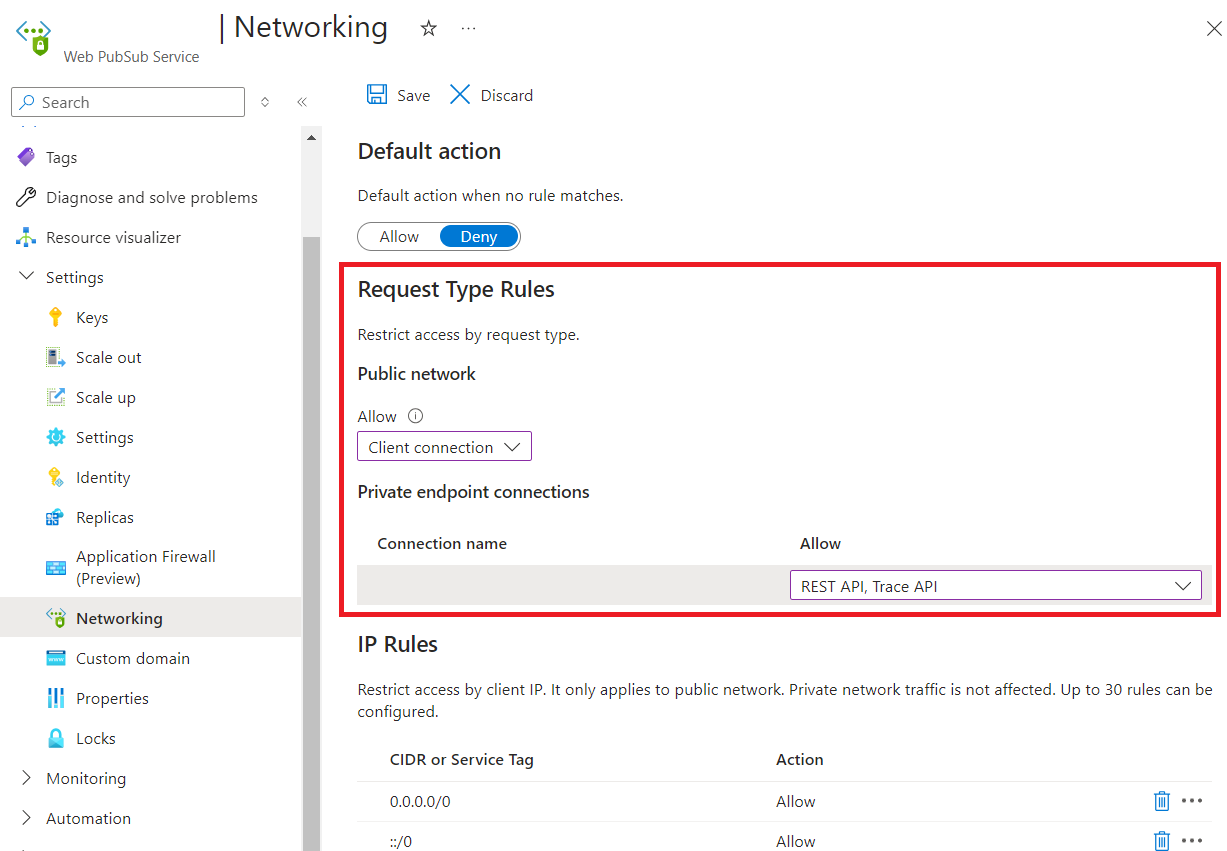 | Networking
Web PubSub Service
Search
Tags
Diagnose and solve problems
Resource visualizer
Settings
Keys
Scale out
Scale up
Settings
Identity
Replicas
Application Firewall
(Preview)
Networking
Custom domain
Properties
Locks
Monitoring
Automation
Save Discard
Default action
Default action when no rule matches.
Allow Deny
Request Type Rules
Restrict access by request type.
Public network
Allow
Client connection
Private endpoint connections
Connection name Allow
REST API, Trace API
IP Rules
Restrict access by client IP. It only applies to public network. Private network traffic is not affected. Up to 30 rules can be
configured.
CIDR or Service Tag Action
0.0.0.0/0 Allow
::/0 Allow